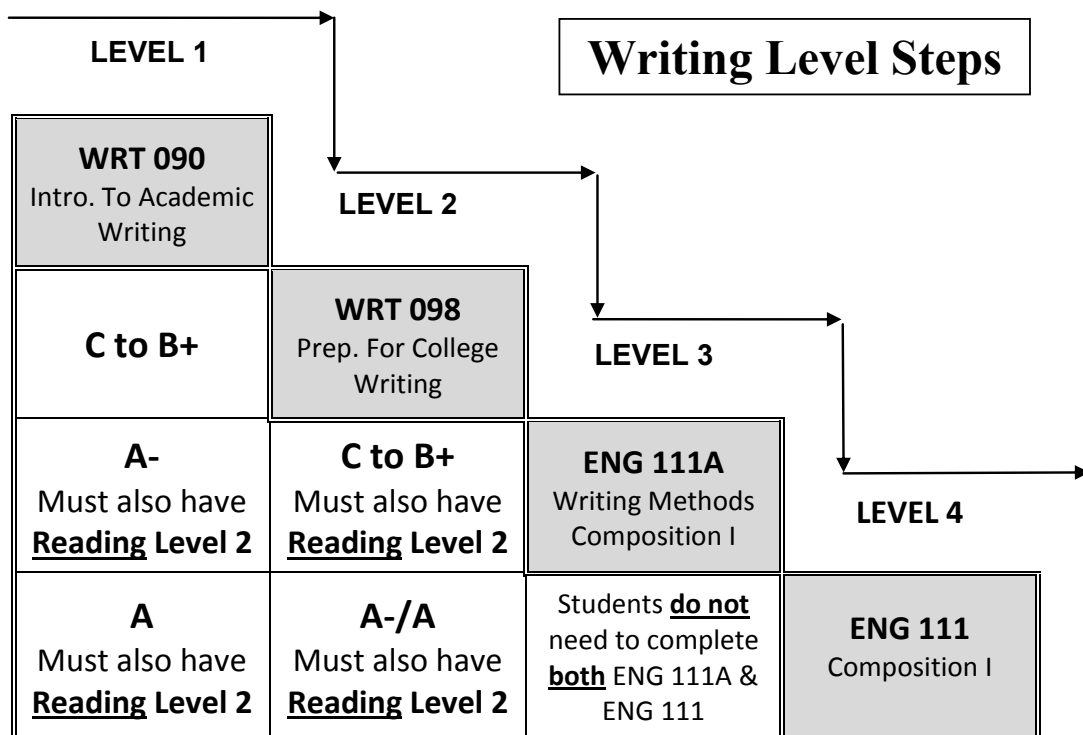 LEVEL 1
Writing Level Steps
WRT 090
Intro. To Academic
Writing
LEVEL 2
C to B+
WRT 098
Prep. For College
Writing
LEVEL 3
A-
Must also have
Reading Level 2
C to B+
Must also have
Reading Level 2
ENG 111A
Writing Methods
Composition I
LEVEL 4
A
Must also have
Reading Level 2
A-/A
Must also have
Reading Level 2
Students do not
need to complete
both ENG 111A &
ENG 111
ENG 111
Composition I